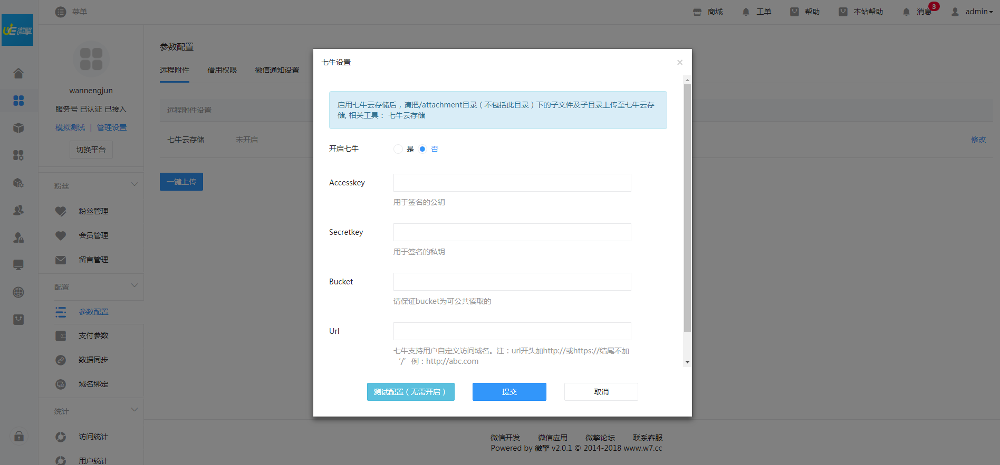 微擎
菜单
商城
工单
帮助
本站帮助
消息
3
admin
wannengjun
服务号 已认证 已接入
模拟测试 | 管理设置
切换平台
粉丝
粉丝管理
会员管理
留言管理
配置
参数配置
支付参数
数据同步
域名绑定
统计
访问统计
用户统计
参数配置
远程附件
借用权限
微信通知设置
远程附件设置
七牛云存储
未开启
修改
一键上传
七牛设置
×
启用七牛云存储后，请把/attachment目录（不包括此目录）下的子文件及子目录上传至七牛云存
储, 相关工具： 七牛云存储
开启七牛
是
否
Accesskey
用于签名的公钥
Secretkey
用于签名的私钥
Bucket
请保证bucket为可公共读取的
Url
七牛支持用户自定义访问域名。注：url开头加http://或https://结尾不加
‘/’ 例：http://abc.com
测试配置（无需开启）
提交
取消
微信开发
微信应用
微擎论坛
联系客服
Powered by 微擎 v2.0.1 © 2014-2018 www.w7.cc